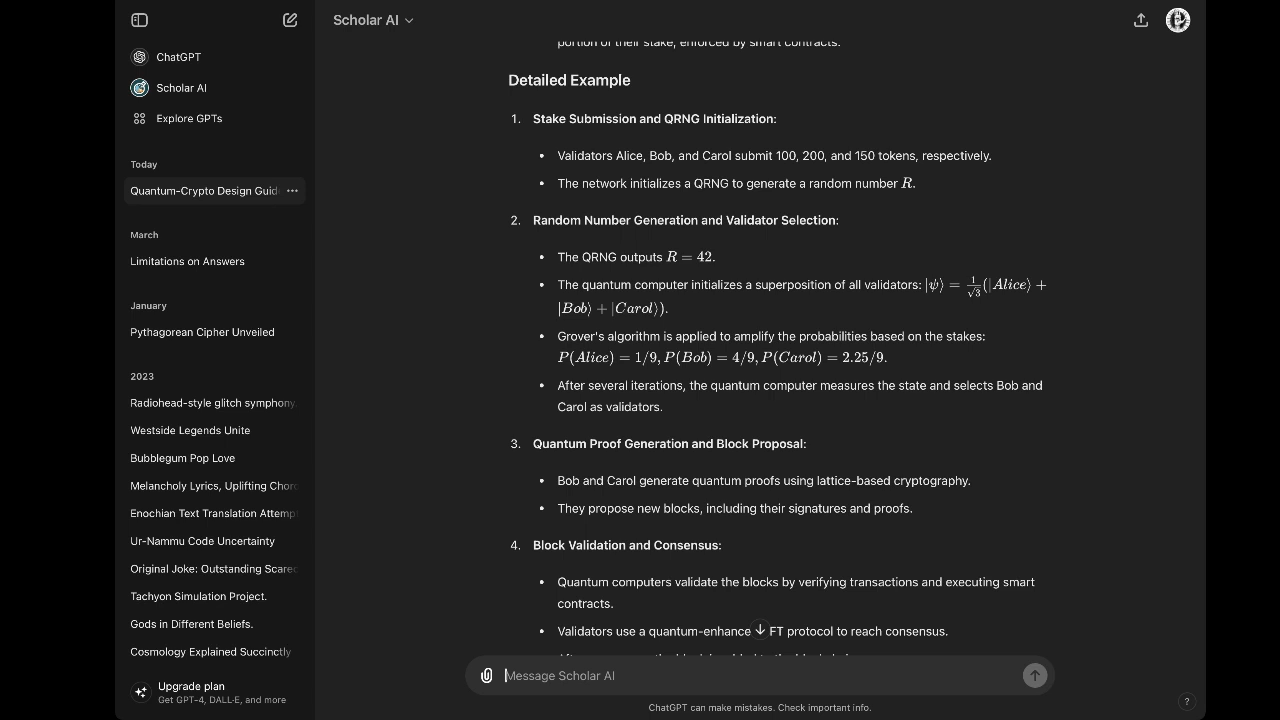 ChatGPT
Scholar AI
Explore GPTs
Today
Quantum-Crypto Design Guid
March
Limitations on Answers
January
Pythagorean Cipher Unveiled
2023
Radiohead-style glitch symphony.
Westside Legends Unite
Bubblegum Pop Love
Melancholy Lyrics, Uplifting Chor
Enochian Text Translation Attemp
Ur-Nammu Code Uncertainty
Original Joke: Outstanding Scarec
Tachyon Simulation Project.
Gods in Different Beliefs.
Cosmology Explained Succinctly
Upgrade plan
Get GPT-4, DALL·E, and more
Scholar AI
portion of their stake, enforced by smart contracts.
Detailed Example
1. Stake Submission and QRNG Initialization:
• Validators Alice, Bob, and Carol submit 100, 200, and 150 tokens, respectively.
• The network initializes a QRNG to generate a random number R.
2. Random Number Generation and Validator Selection:
• The QRNG outputs R = 42.
• The quantum computer initializes a superposition of all validators: |ψ⟩ = 1/√3(|Alice⟩ +
|Bob⟩ + |Carol⟩).
• Grover's algorithm is applied to amplify the probabilities based on the stakes:
P(Alice) = 1/9, P(Bob) = 4/9, P(Carol) = 2.25/9.
• After several iterations, the quantum computer measures the state and selects Bob and
Carol as validators.
3. Quantum Proof Generation and Block Proposal:
• Bob and Carol generate quantum proofs using lattice-based cryptography.
• They propose new blocks, including their signatures and proofs.
4. Block Validation and Consensus:
• Quantum computers validate the blocks by verifying transactions and executing smart
contracts.
• Validators use a quantum-enhance FT protocol to reach consensus.
Message Scholar AI
ChatGPT can make mistakes. Check important info.
?